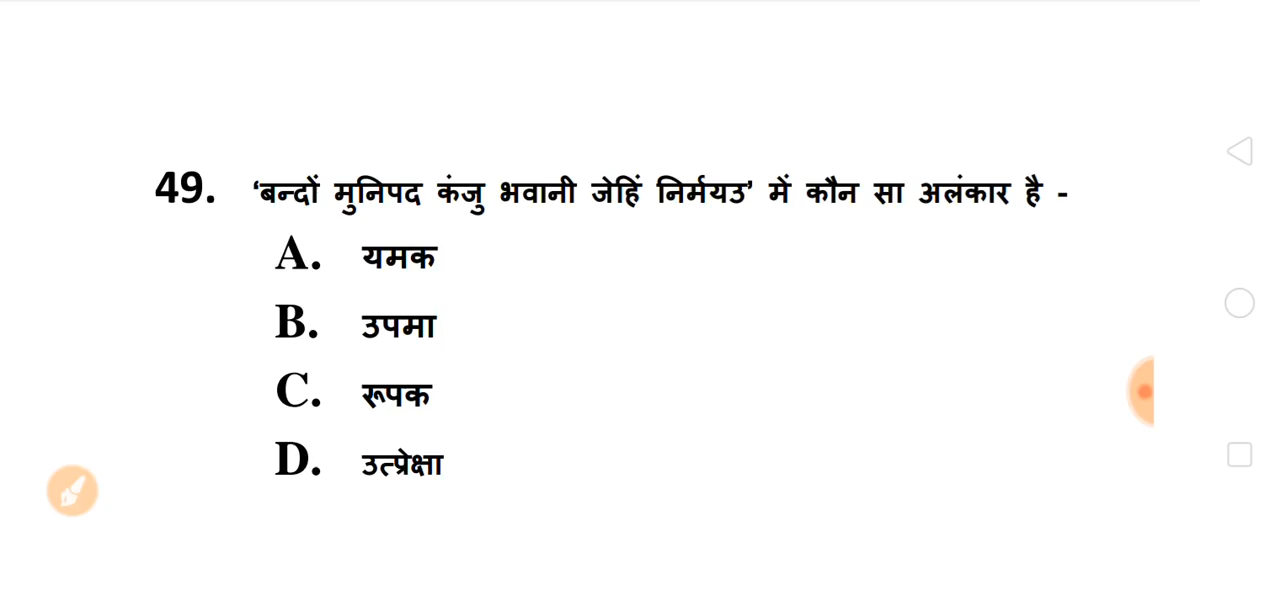 49. ‘बन्दों मुनिपद कंजु भवानी जेहिं निर्मयउ’ में कौन सा अलंकार है -
A. यमक
B. उपमा
C. रूपक
D. उत्प्रेक्षा